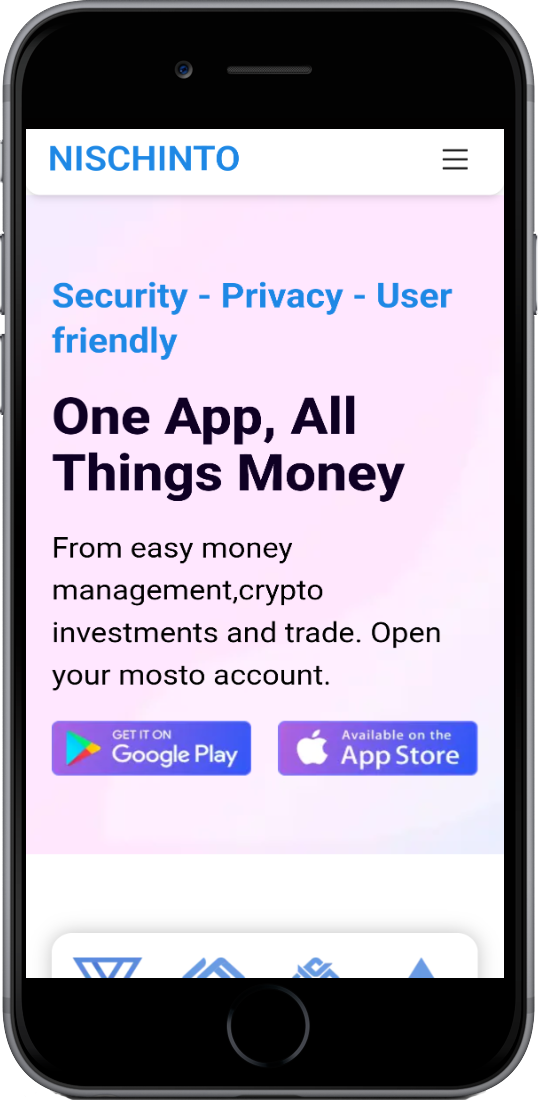 NISCHINTO
Security - Privacy - User
friendly
One App, All
Things Money
From easy money
management,crypto
investments and trade. Open
your mosto account.
GET IT ON
Google Play
Available on the
App Store